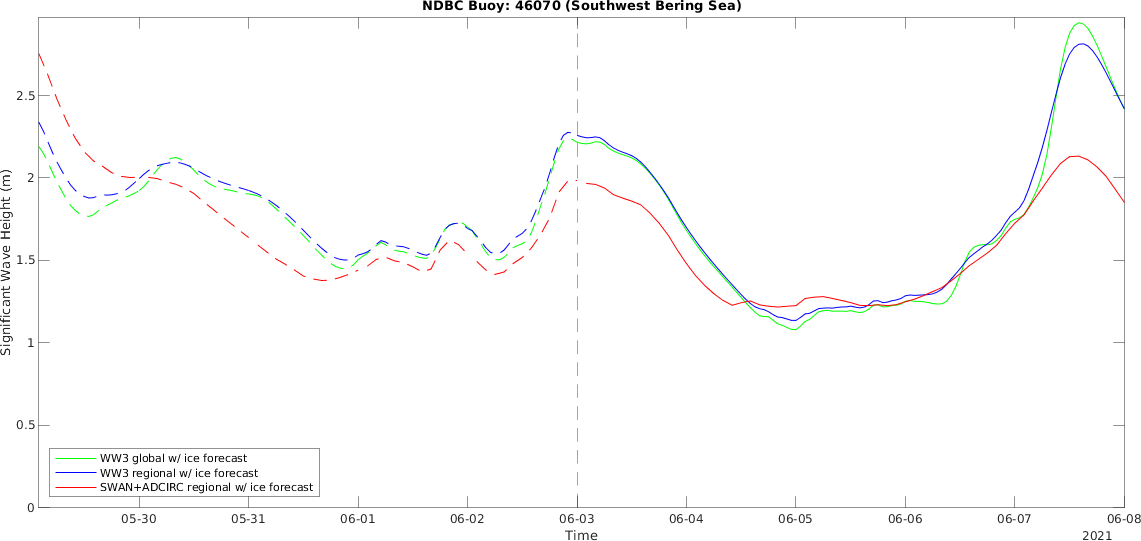 NDBC Buoy: 46070 (Southwest Bering Sea)
Significant Wave Height (m)
2.5
2
1.5
1
0.5
0
WW3 global w/ ice forecast
WW3 regional w/ ice forecast
SWAN+ADCIRC regional w/ ice forecast
05-30 05-31 06-01 06-02 06-03 06-04 06-05 06-06 06-07 06-08
Time
2021